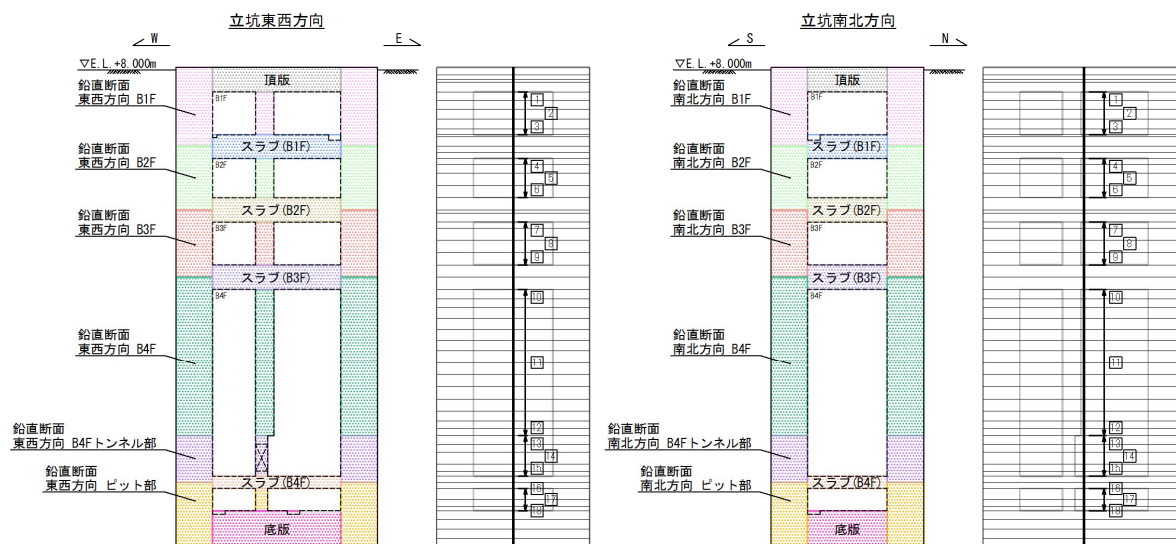 立坑東西方向
W
E
▽E.L.+8.000m
頂版
鉛直断面
東西方向 B1F
B1F
スラブ(B1F)
鉛直断面
東西方向 B2F
B2F
スラブ(B2F)
鉛直断面
東西方向 B3F
B3F
スラブ(B3F)
B4F
鉛直断面
東西方向 B4F
鉛直断面
東西方向 B4Fトンネル部
鉛直断面
東西方向 ピット部
スラブ(B4F)
底版
1
2
3
4
5
6
7
8
9
10
11
12
13
14
15
16
17
18
立坑南北方向
S
N
▽E.L.+8.000m
頂版
鉛直断面
南北方向 B1F
B1F
スラブ(B1F)
鉛直断面
南北方向 B2F
B2F
スラブ(B2F)
鉛直断面
南北方向 B3F
B3F
スラブ(B3F)
B4F
鉛直断面
南北方向 B4F
鉛直断面
南北方向 B4Fトンネル部
鉛直断面
南北方向 ピット部
スラブ(B4F)
底版
1
2
3
4
5
6
7
8
9
10
11
12
13
14
15
16
17
18